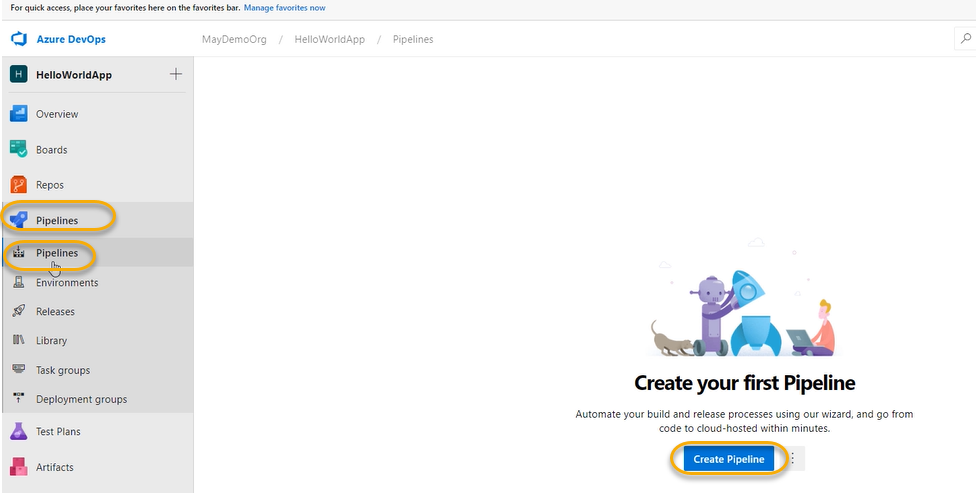 For quick access, place your favorites here on the favorites bar. Manage favorites now
Azure DevOps
MayDemoOrg / HelloWorldApp / Pipelines
H HelloWorldApp
Overview
Boards
Repos
Pipelines
Pipelines
Environments
Releases
Library
Task groups
Deployment groups
Test Plans
Artifacts
Create your first Pipeline
Automate your build and release processes using our wizard, and go from
code to cloud-hosted within minutes.
Create Pipeline